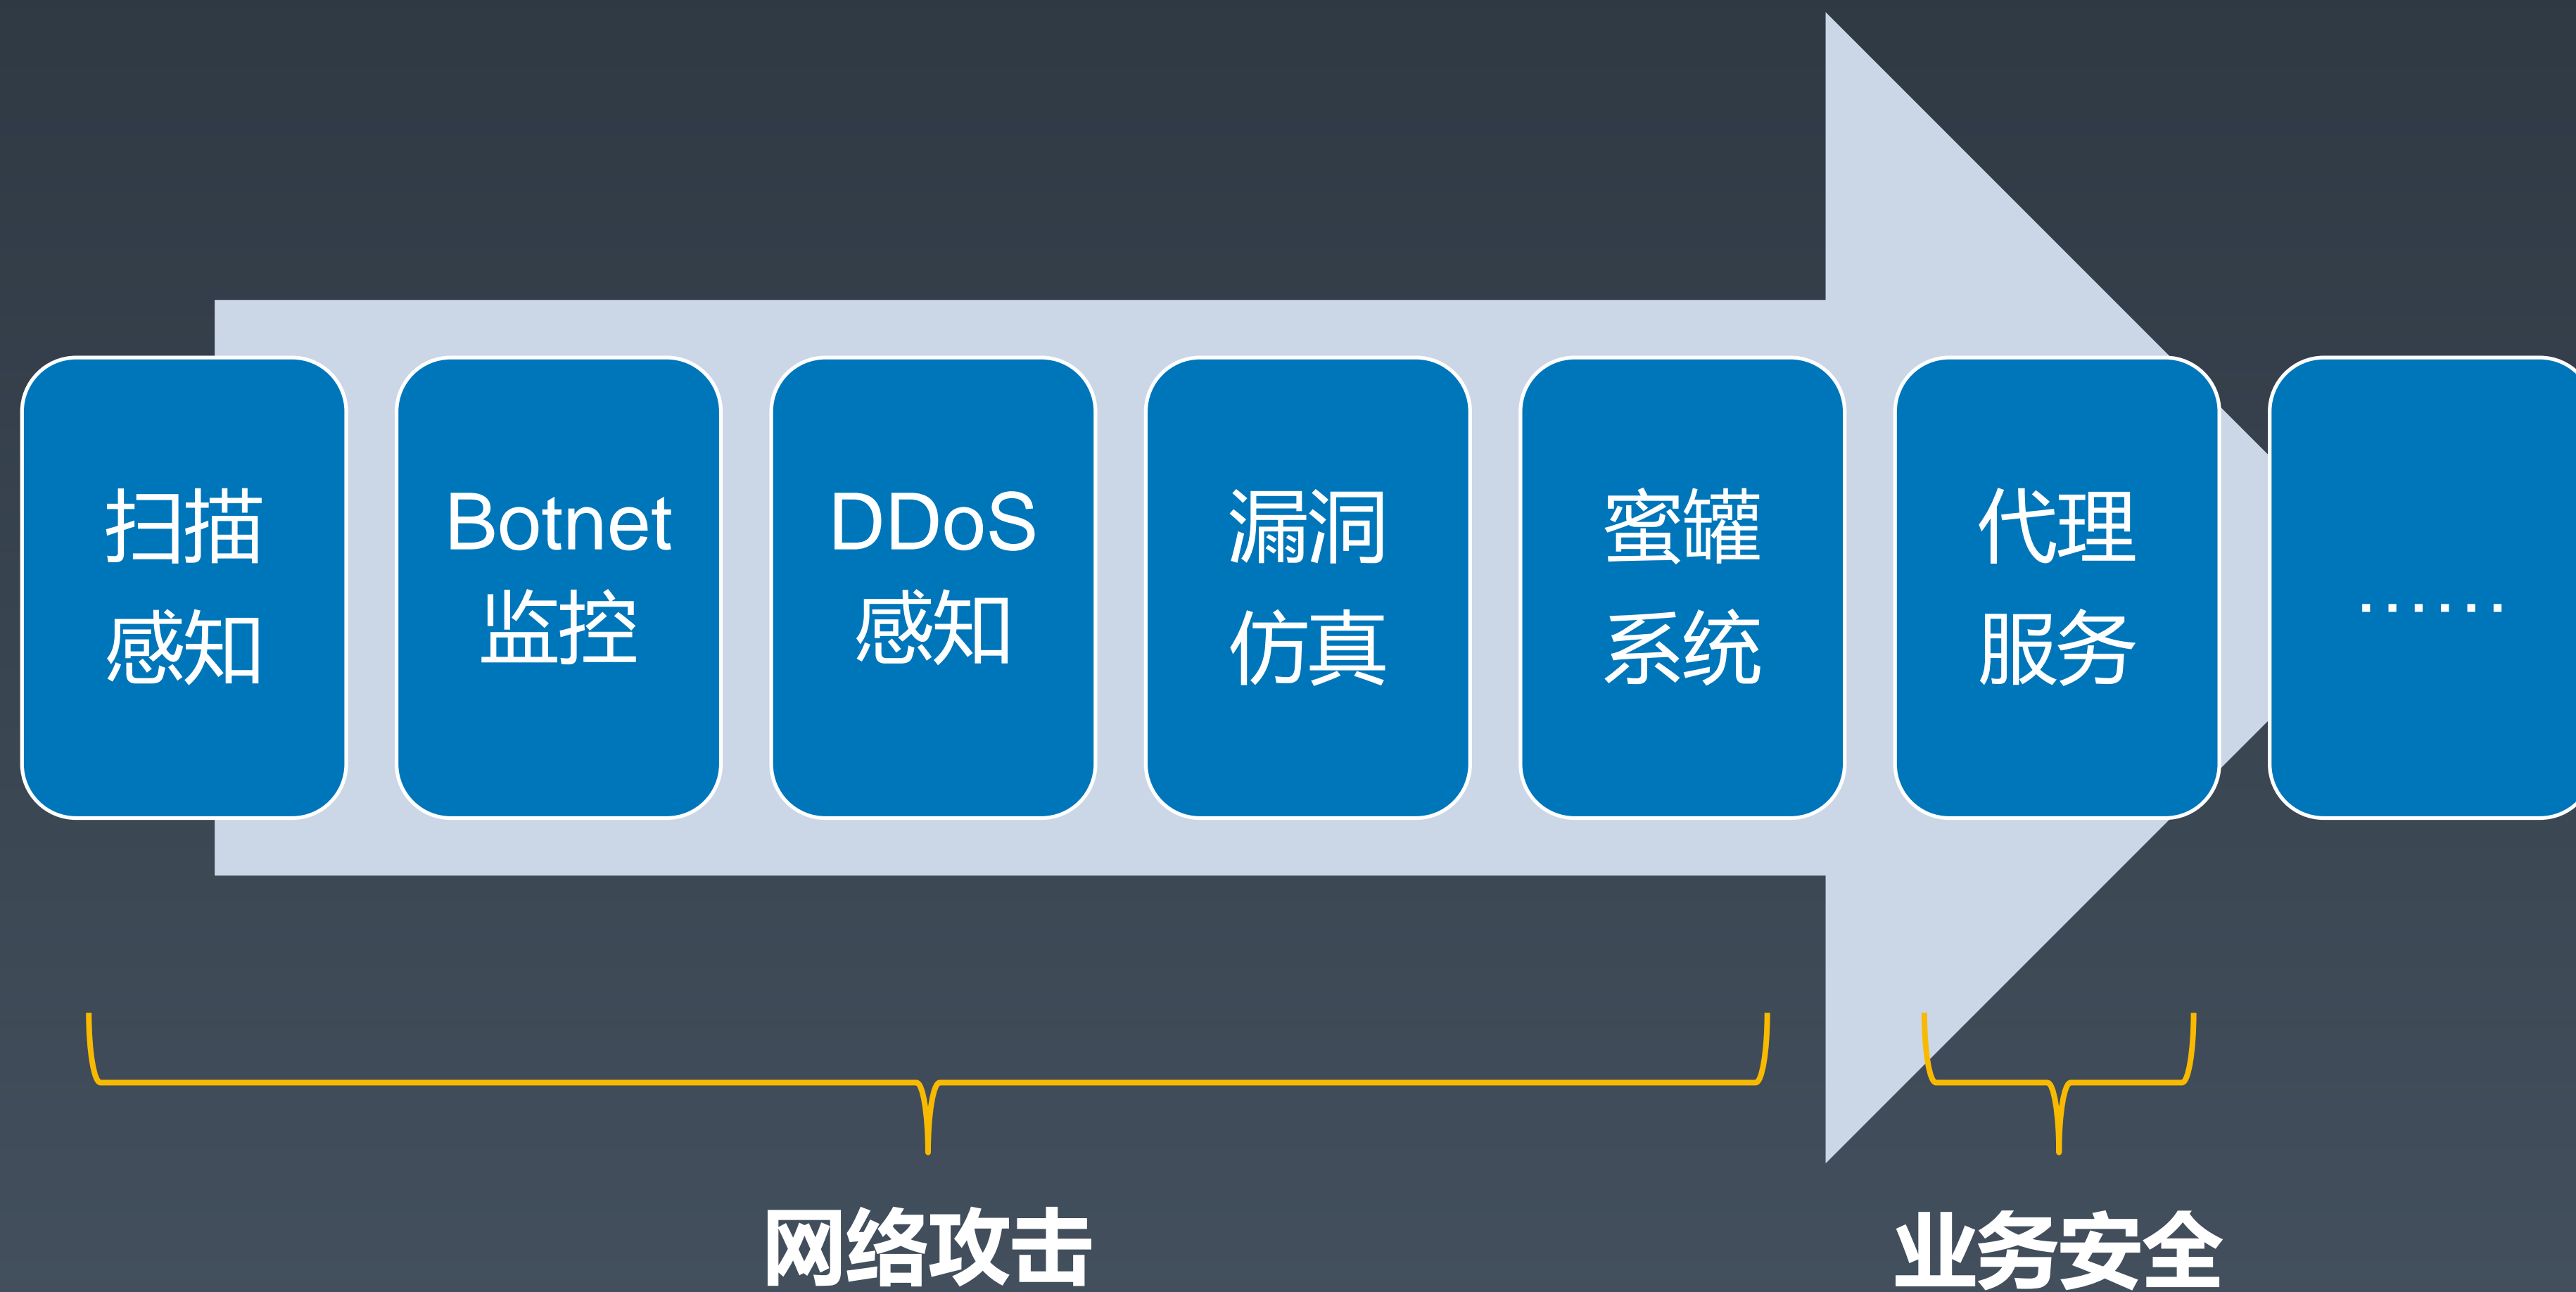 扫描
感知
Botnet
监控
DDoS
感知
漏洞
仿真
蜜罐
系统
代理
服务
……
网络攻击
业务安全